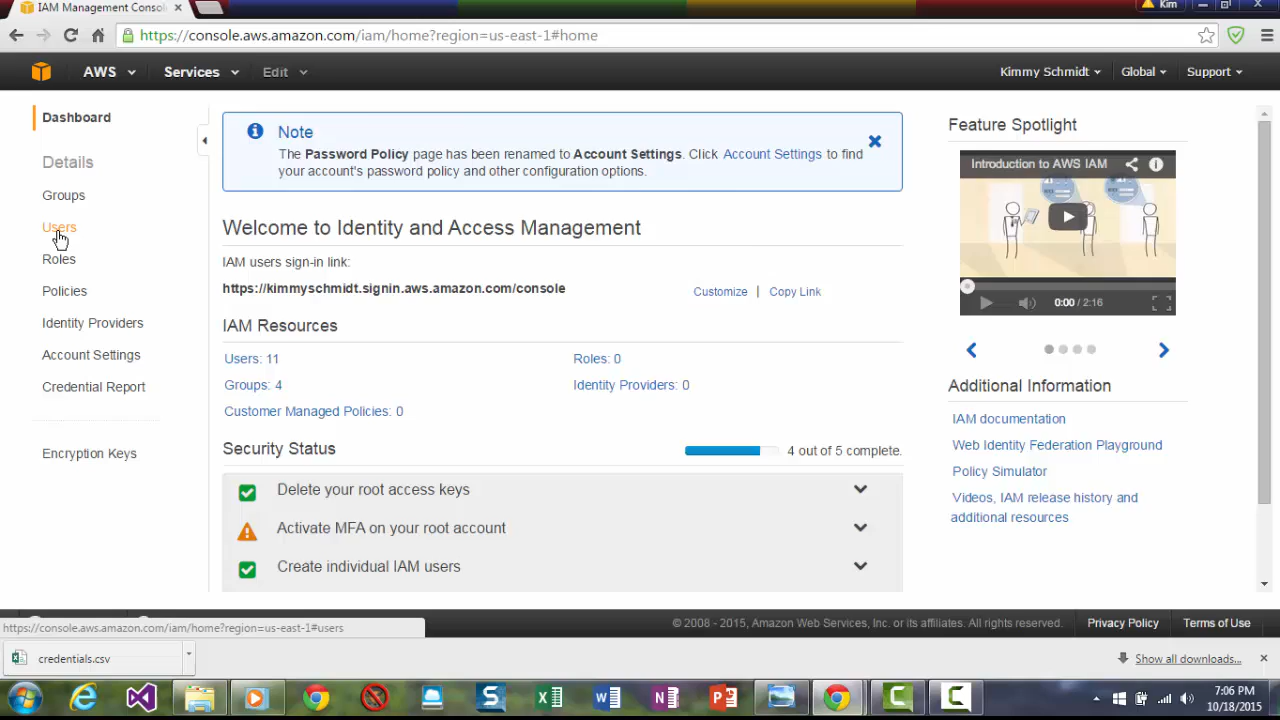 IAM Management Consol
Kim
https://console.aws.amazon.com/iam/home?region=us-east-1#home
AWS
Services
Edit
Kimmy Schmidt
Global
Support
Dashboard
Details
Groups
Users
Roles
Policies
Identity Providers
Account Settings
Credential Report
Encryption Keys
Note
The Password Policy page has been renamed to Account Settings. Click Account Settings to find
your account's password policy and other configuration options.
Welcome to Identity and Access Management
IAM users sign-in link:
https://kimmyschmidt.signin.aws.amazon.com/console
Customize | Copy Link
IAM Resources
Users: 11
Roles: 0
Groups: 4
Identity Providers: 0
Customer Managed Policies: 0
Security Status
4 out of 5 complete.
Delete your root access keys
Activate MFA on your root account
Create individual IAM users
Feature Spotlight
Introduction to AWS IAM
0:00 / 2:16
Additional Information
IAM documentation
Web Identity Federation Playground
Policy Simulator
Videos, IAM release history and
additional resources
https://console.aws.amazon.com/iam/home?region=us-east-1#users
© 2008 - 2015, Amazon Web Services, Inc. or its affiliates. All rights reserved.
Privacy Policy
Terms of Use
credentials.csv
Show all downloads...
7:06 PM
10/18/2015